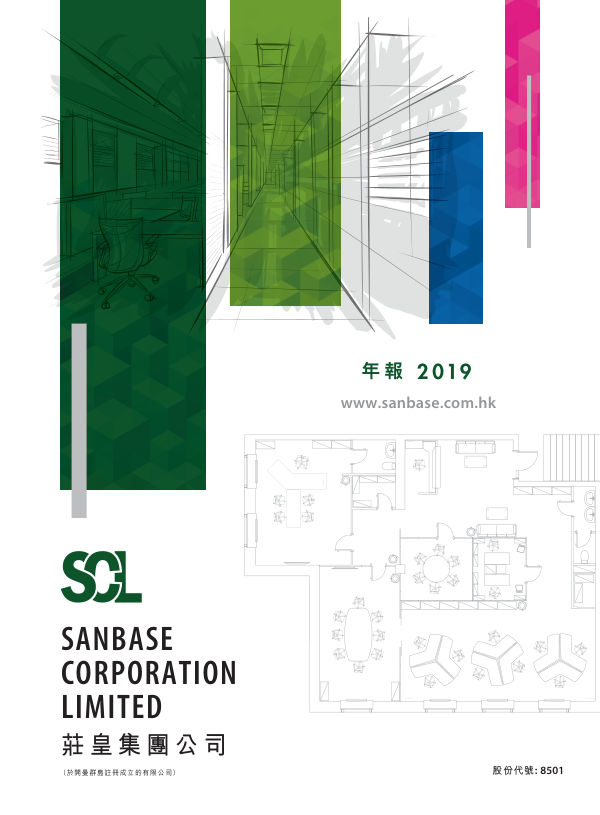 年報 2019
www.sanbase.com.hk
SCL
SANBASE
CORPORATION
LIMITED
莊皇集團公司
（於開曼群島註冊成立的有限公司）
股份代號: 8501